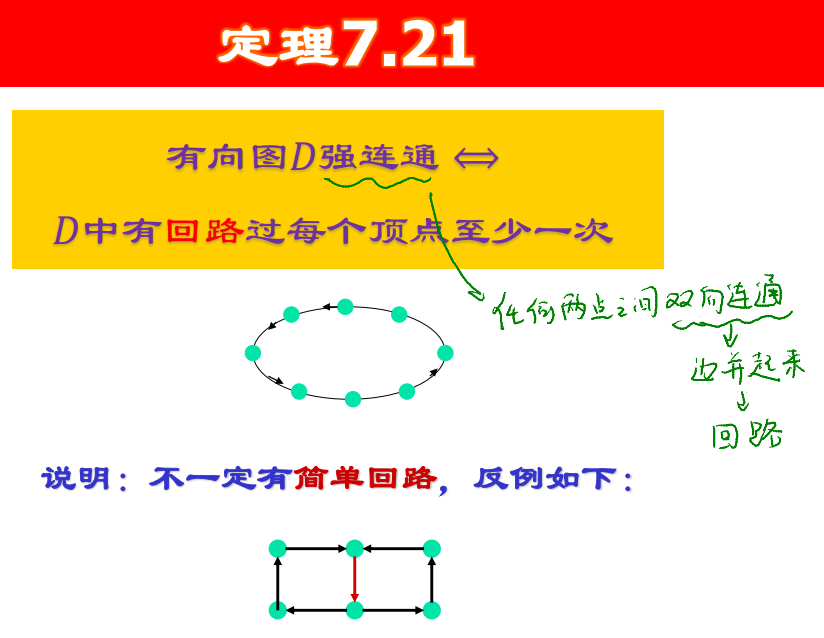 定理7.21
有向图D强连通 ⇔
D中有回路过每个顶点至少一次
任何两点之间双向连通
边并起来
回路
说明：不一定有简单回路，反例如下：